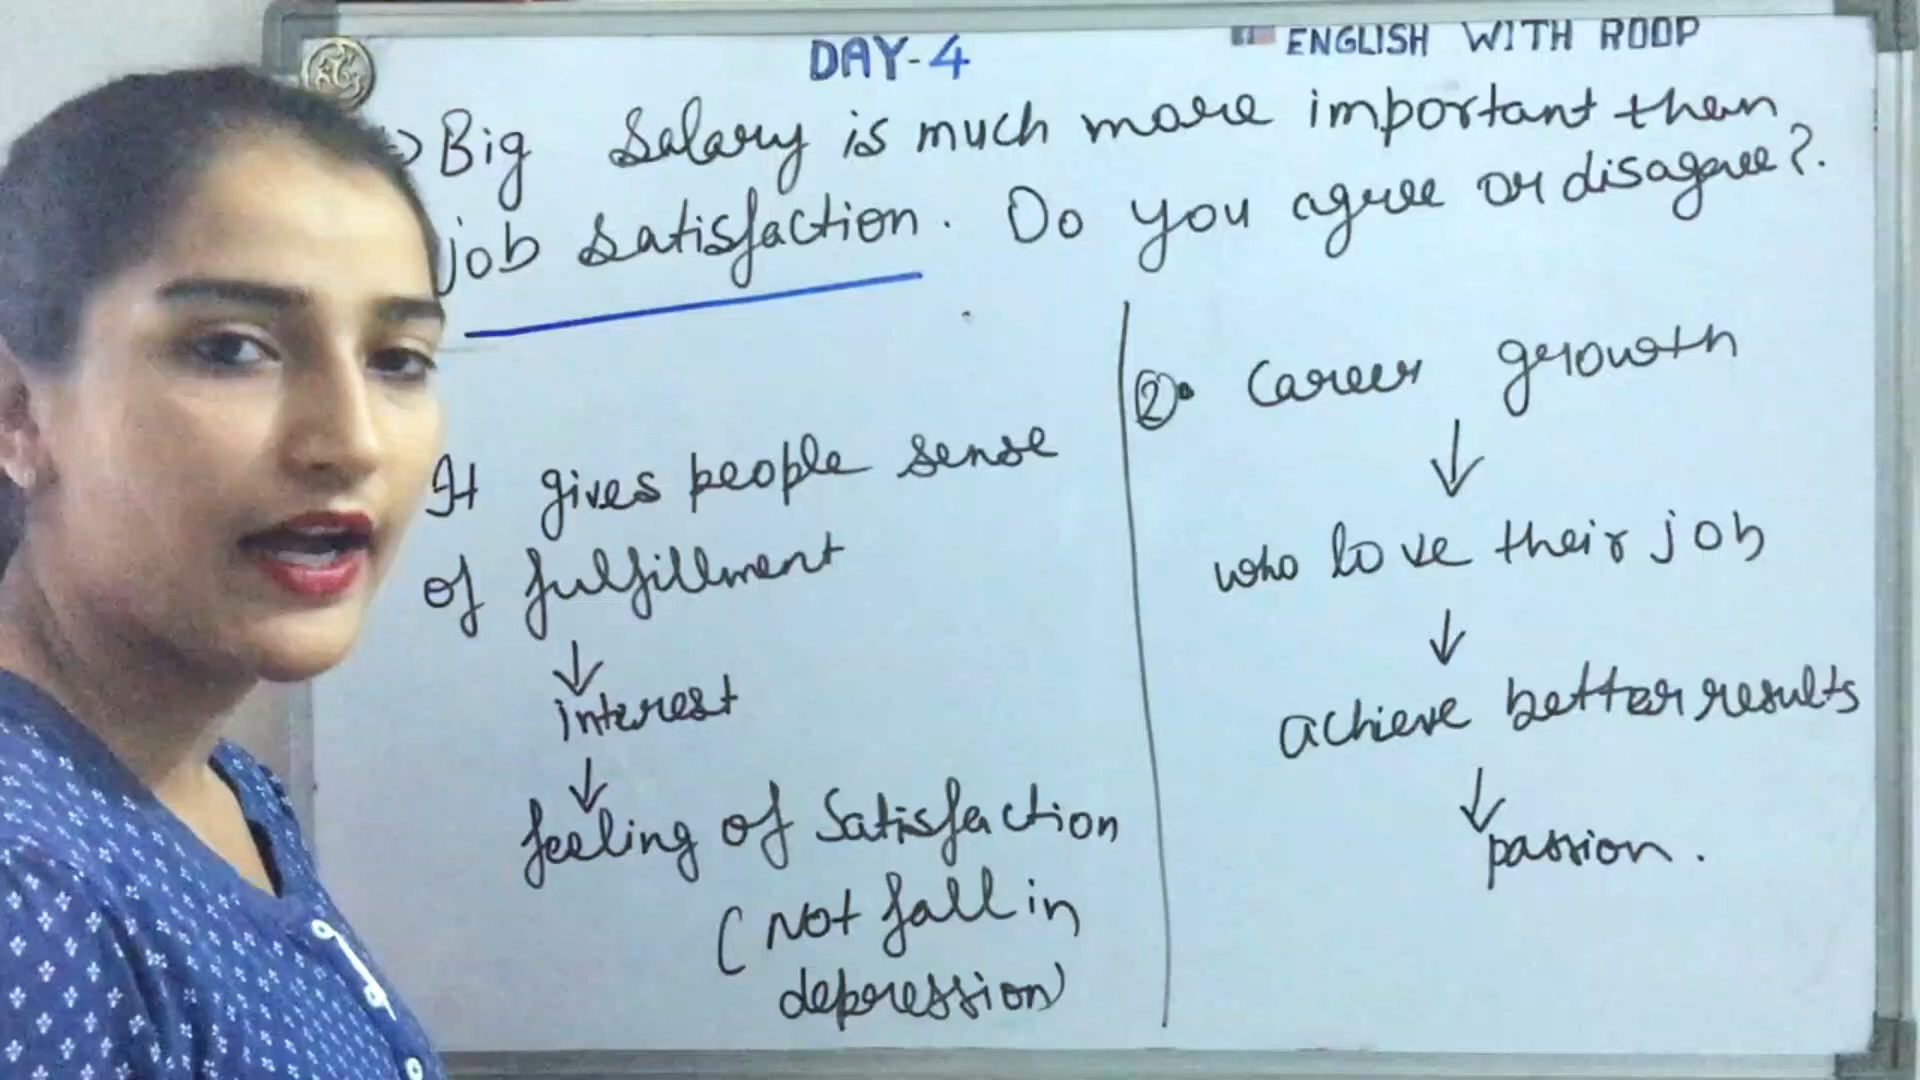 DAY-4
ENGLISH WITH ROOP
Big Salary is much more important then
job satisfaction. Do you agree or disagree?.
It gives people sense
of fulfillment
↓
interest
↓
feeling of Satisfaction
(Not fall in
depression)
②. Career growth
↓
who love their job
↓
achieve better results
↓
passion.